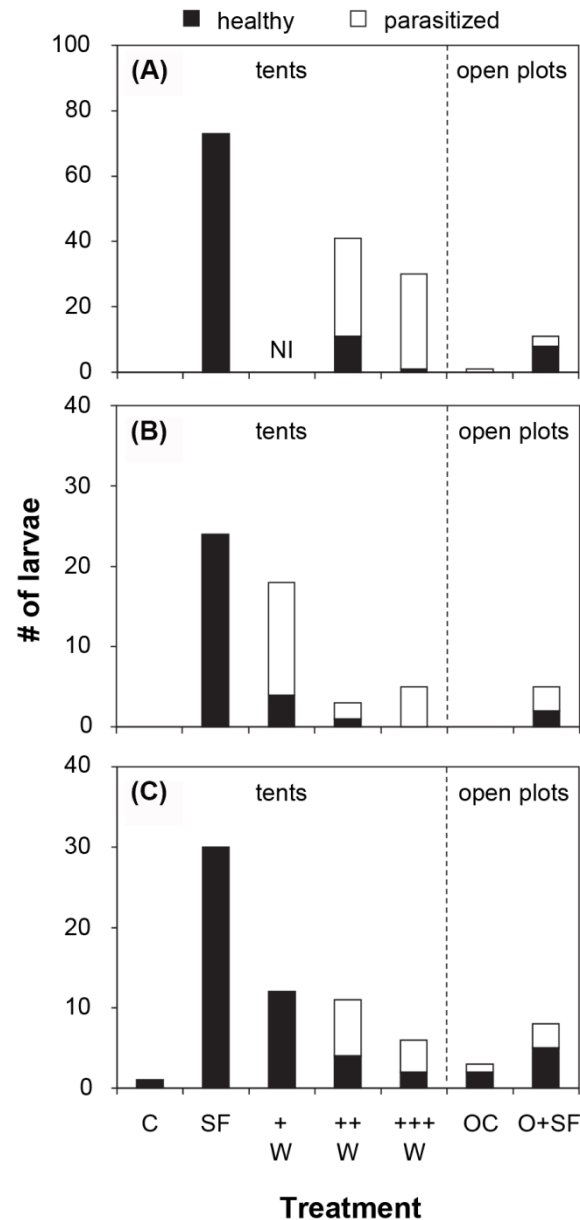 healthy parasitized
(A) tents open plots
100
80
60
40
20
0
NI
(B) tents open plots
40
30
20
10
0
(C) tents open plots
40
30
20
10
0
# of larvae
C SF + ++ +++ OC O+SF
W W W
Treatment